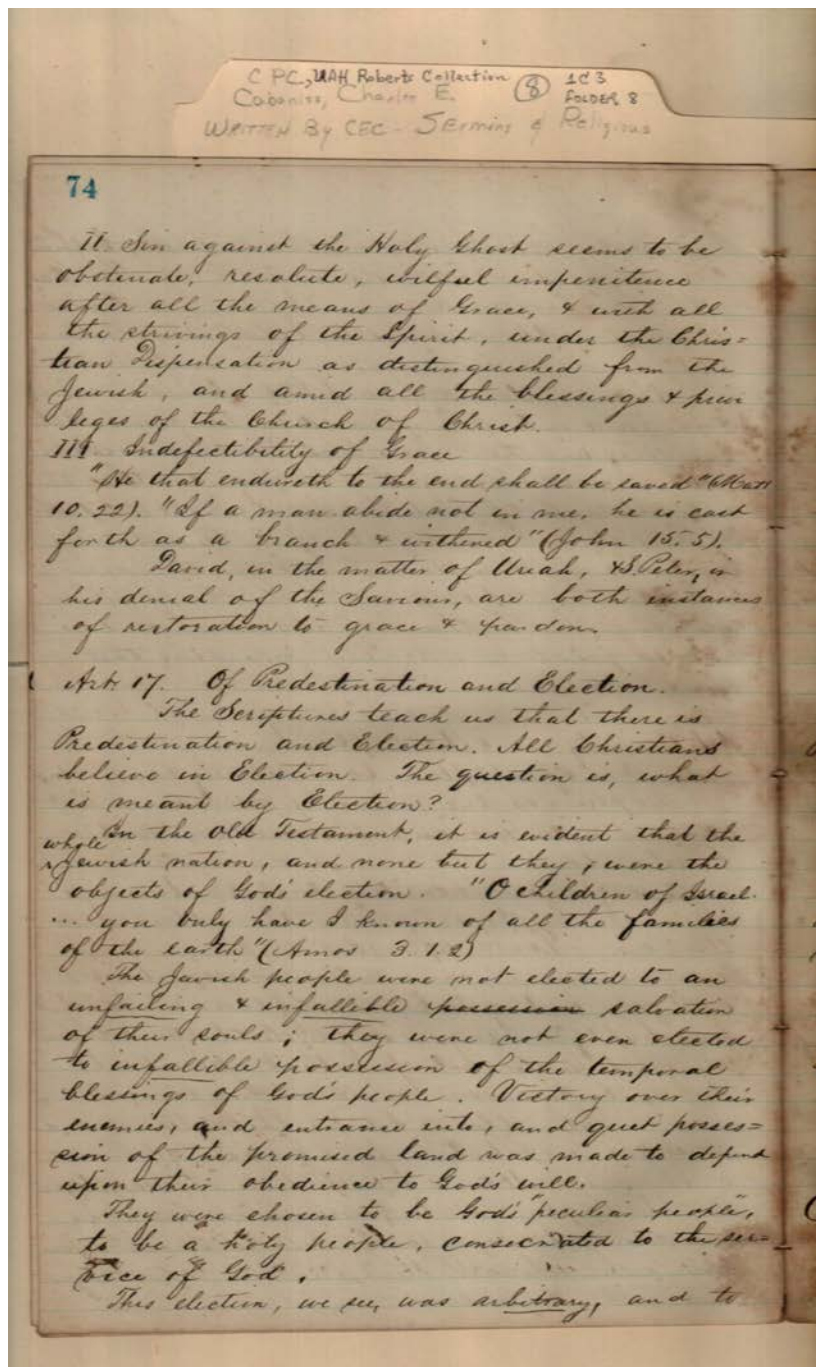 C PC, UAH Roberts Collection
⑧
1C3
FOLDER 8
Cabaniss, Charles E.
WRITTEN By CEC - SErmins & Religious
74
II Sin against the Holy Ghost seems to be
obstinate, resolute, wilful impenitence
after all the means of Grace, & with all
the strivings of the Spirit, under the Chris=
tian Dispensation as distinguished from the
Jewish, and amid all the blessings & privi
leges of the Church of Christ.
III Indefectibility of Grace
"He that endureth to the end shall be saved" (Matt
10.22). "If a man abide not in me, he is cast
forth as a branch & withered" (John 15.5).
David, in the matter of Uriah, & S. Peter, in
his denial of the Saviour, are both instances
of restoration to grace & pardon.
Art. 17. Of Predestination and Election.
The Scriptures teach us that there is
Predestination and Election. All Christians
believe in Election. The question is, what
is meant by Election?
In the Old Testament, it is evident that the
whole Jewish nation, and none but they, were the
objects of God's election. "O children of Israel.
... you only have I known of all the families
of the earth" (Amos 3.1.2)
The Jewish people were not elected to an
unfailing & infallible possession salvation
of their souls; they were not even elected
to infallible possession of the temporal
blessings of God's people. Victory over their
enemies, and entrance into, and quiet posses=
sion of the promised land was made to depend
upon their obedience to God's will.
They were chosen to be God's "peculiar people",
to be a holy people, consecrated to the ser=
vice of God.
This election, we see, was arbitrary, and to